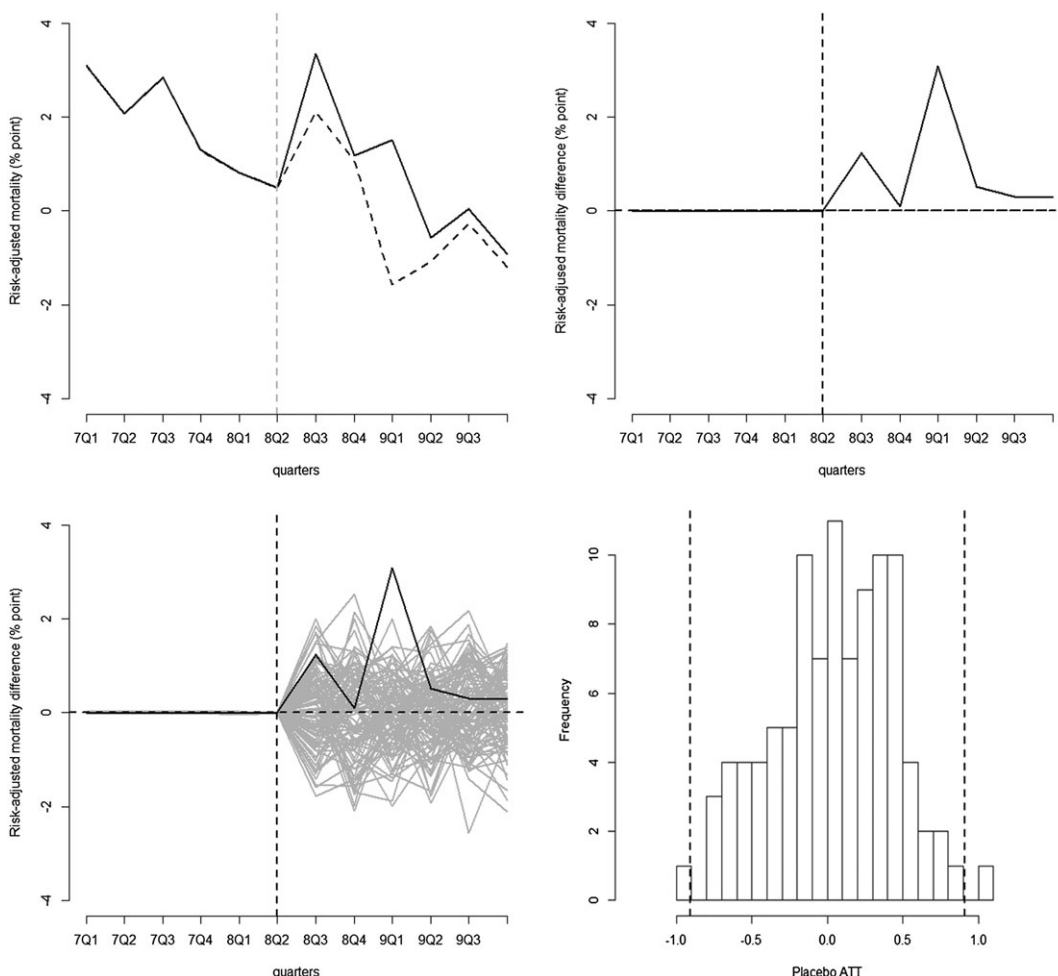 4
2
0
-2
-4
Risk-adjusted mortality (% point)
7Q1 7Q2 7Q3 7Q4 8Q1 8Q2 8Q3 8Q4 9Q1 9Q2 9Q3
quarters
4
2
0
-2
-4
Risk-adjused mortality difference (% point)
7Q1 7Q2 7Q3 7Q4 8Q1 8Q2 8Q3 8Q4 9Q1 9Q2 9Q3
quarters
4
2
0
-2
-4
Risk-adjusted mortality difference (% point)
7Q1 7Q2 7Q3 7Q4 8Q1 8Q2 8Q3 8Q4 9Q1 9Q2 9Q3
quarters
10
8
6
4
2
0
Frequency
-1.0 -0.5 0.0 0.5 1.0
Placebo ATT